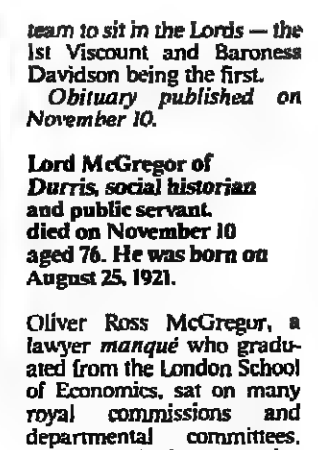 team to sit in the Lords — the
1st Viscount and Baroness
Davidson being the first.
Obituary published on
November 10.
Lord McGregor of
Durris, social historian
and public servant,
died on November 10
aged 76. He was born on
August 25, 1921.
Oliver Ross McGregor, a
lawyer manqué who gradu-
ated from the London School
of Economics, sat on many
royal commissions and
departmental committees,